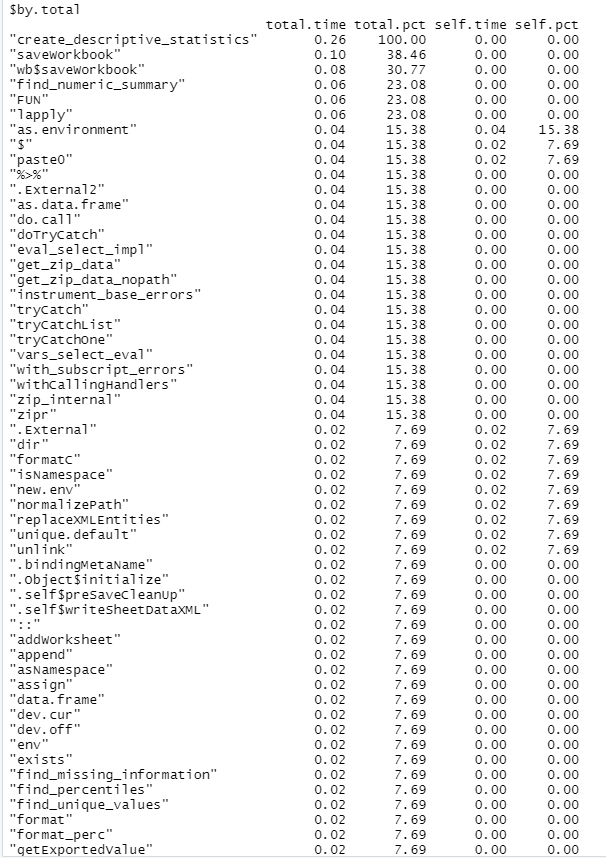 $by.total
                             total.time total.pct self.time self.pct
"create_descriptive_statistics"       0.26    100.00      0.00     0.00
"saveWorkbook"                        0.10     38.46      0.00     0.00
"wb$saveWorkbook"                     0.08     30.77      0.00     0.00
"find_numeric_summary"                0.06     23.08      0.00     0.00
"FUN"                                 0.06     23.08      0.00     0.00
"lapply"                              0.06     23.08      0.00     0.00
"as.environment"                      0.04     15.38      0.04    15.38
"$"                                   0.04     15.38      0.02     7.69
"paste0"                              0.04     15.38      0.02     7.69
"%>%"                                 0.04     15.38      0.00     0.00
".External2"                          0.04     15.38      0.00     0.00
"as.data.frame"                       0.04     15.38      0.00     0.00
"do.call"                             0.04     15.38      0.00     0.00
"doTryCatch"                          0.04     15.38      0.00     0.00
"eval_select_impl"                    0.04     15.38      0.00     0.00
"get_zip_data"                        0.04     15.38      0.00     0.00
"get_zip_data_nopath"                 0.04     15.38      0.00     0.00
"instrument_base_errors"              0.04     15.38      0.00     0.00
"tryCatch"                            0.04     15.38      0.00     0.00
"tryCatchList"                        0.04     15.38      0.00     0.00
"tryCatchOne"                         0.04     15.38      0.00     0.00
"vars_select_eval"                    0.04     15.38      0.00     0.00
"with_subscript_errors"               0.04     15.38      0.00     0.00
"withCallingHandlers"                 0.04     15.38      0.00     0.00
"zip_internal"                        0.04     15.38      0.00     0.00
"zipr"                                0.04     15.38      0.00     0.00
".External"                           0.02      7.69      0.02     7.69
"dir"                                 0.02      7.69      0.02     7.69
"formatC"                             0.02      7.69      0.02     7.69
"isNamespace"                         0.02      7.69      0.02     7.69
"new.env"                             0.02      7.69      0.02     7.69
"normalizePath"                       0.02      7.69      0.02     7.69
"replaceXMLEntities"                  0.02      7.69      0.02     7.69
"unique.default"                      0.02      7.69      0.02     7.69
"unlink"                              0.02      7.69      0.02     7.69
".bindingMetaName"                    0.02      7.69      0.00     0.00
".Object$initialize"                  0.02      7.69      0.00     0.00
".self$preSaveCleanUp"                0.02      7.69      0.00     0.00
".self$writeSheetDataXML"             0.02      7.69      0.00     0.00
"::"                                  0.02      7.69      0.00     0.00
"addWorksheet"                        0.02      7.69      0.00     0.00
"append"                              0.02      7.69      0.00     0.00
"asNamespace"                         0.02      7.69      0.00     0.00
"assign"                              0.02      7.69      0.00     0.00
"data.frame"                          0.02      7.69      0.00     0.00
"dev.cur"                             0.02      7.69      0.00     0.00
"dev.off"                             0.02      7.69      0.00     0.00
"env"                                 0.02      7.69      0.00     0.00
"exists"                              0.02      7.69      0.00     0.00
"find_missing_information"            0.02      7.69      0.00     0.00
"find_percentiles"                    0.02      7.69      0.00     0.00
"find_unique_values"                  0.02      7.69      0.00     0.00
"format"                              0.02      7.69      0.00     0.00
"format_perc"                         0.02      7.69      0.00     0.00
"getExportedValue"                    0.02      7.69      0.00     0.00